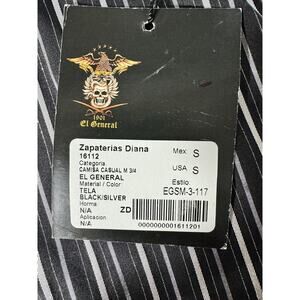 1901
El General
Zapaterias Diana
16112
Categoria
CAMISA CASUAL M 3/4
EL GENERAL
Material / Color
TELA
BLACK/SILVER
Horma
N/A
Aplicacion
N/A
Mex S
USA S
Estilo
EGSM-3-117
ZD
0000000001611201